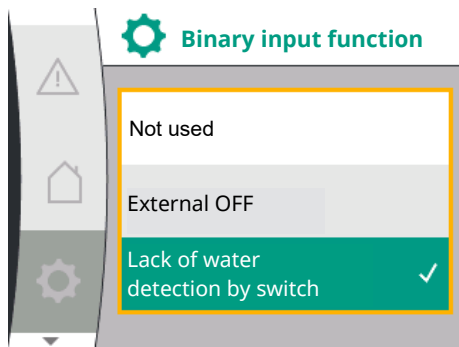 Binary input function
Not used
External OFF
Lack of water
detection by switch